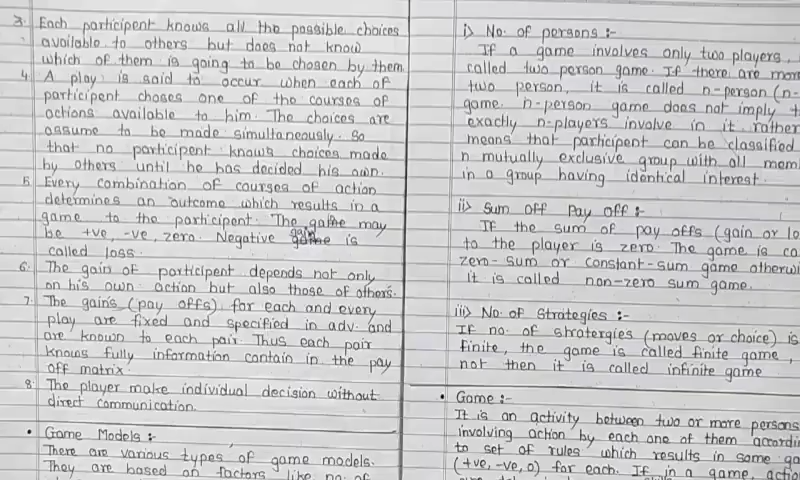 3. Each participent knows all the possible choices
available to others but does not know
which of them is going to be chosen by them
4. A play is said to occur when each of
participent choses one of the courses of
actions available to him. The choices are
assume to be made simultaneously. so
that no participent knows choices made
by others until he has decided his own.
5. Every combination of courses of action
determines an outcome which results in a
game to the participent. The game may
be +ve, -ve, zero. Negative gain is
called loss.
6. The gain of participent depends not only
on his own action but also those of others.
7. The gains (pay offs) for each and every
play are fixed and specified in adv. and
are known to each pair. Thus each pair
knows fully information contain in the pay
off matrix.
8. The player make individual decision without
direct communication.
• Game Models :-
There are various types of game models.
They are based on factors like no. of
i) No. of persons :-
If a game involves only two players,
called two person game. If there are more
two person, it is called n-person (n-
game. n-person game does not imply
exactly n-players involve in it. rather
means that participent can be classified
n mutually exclusive group with all mem
in a group having identical interest.
ii) Sum Off Pay off :-
If the sum of pay offs (gain or lo
to the player is zero. The game is ca
zero-sum or constant-sum game otherwi
it is called non-zero sum game.
iii) No. of Strategies :-
If no. of stratergies (moves or choice) is
finite, the game is called finite game,
not then it is called infinite game
• Game :-
It is an activity between two or more persons
involving action by each one of them accordin
to set of rules which results in some ga
(+ve, -ve, 0) for each. If in a game, actio